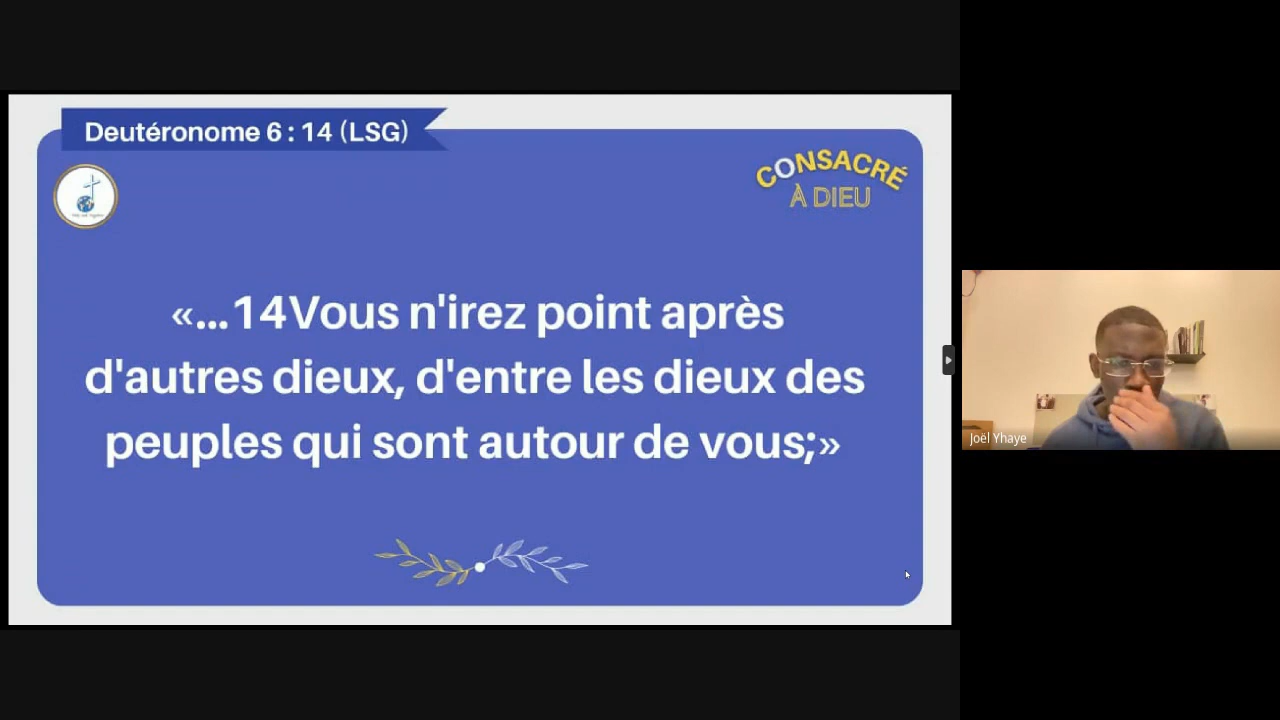 Deutéronome 6 : 14 (LSG)
CONSACRÉ
À DIEU
«...14Vous n'irez point après
d'autres dieux, d'entre les dieux des
peuples qui sont autour de vous;»
Joël Yhaye